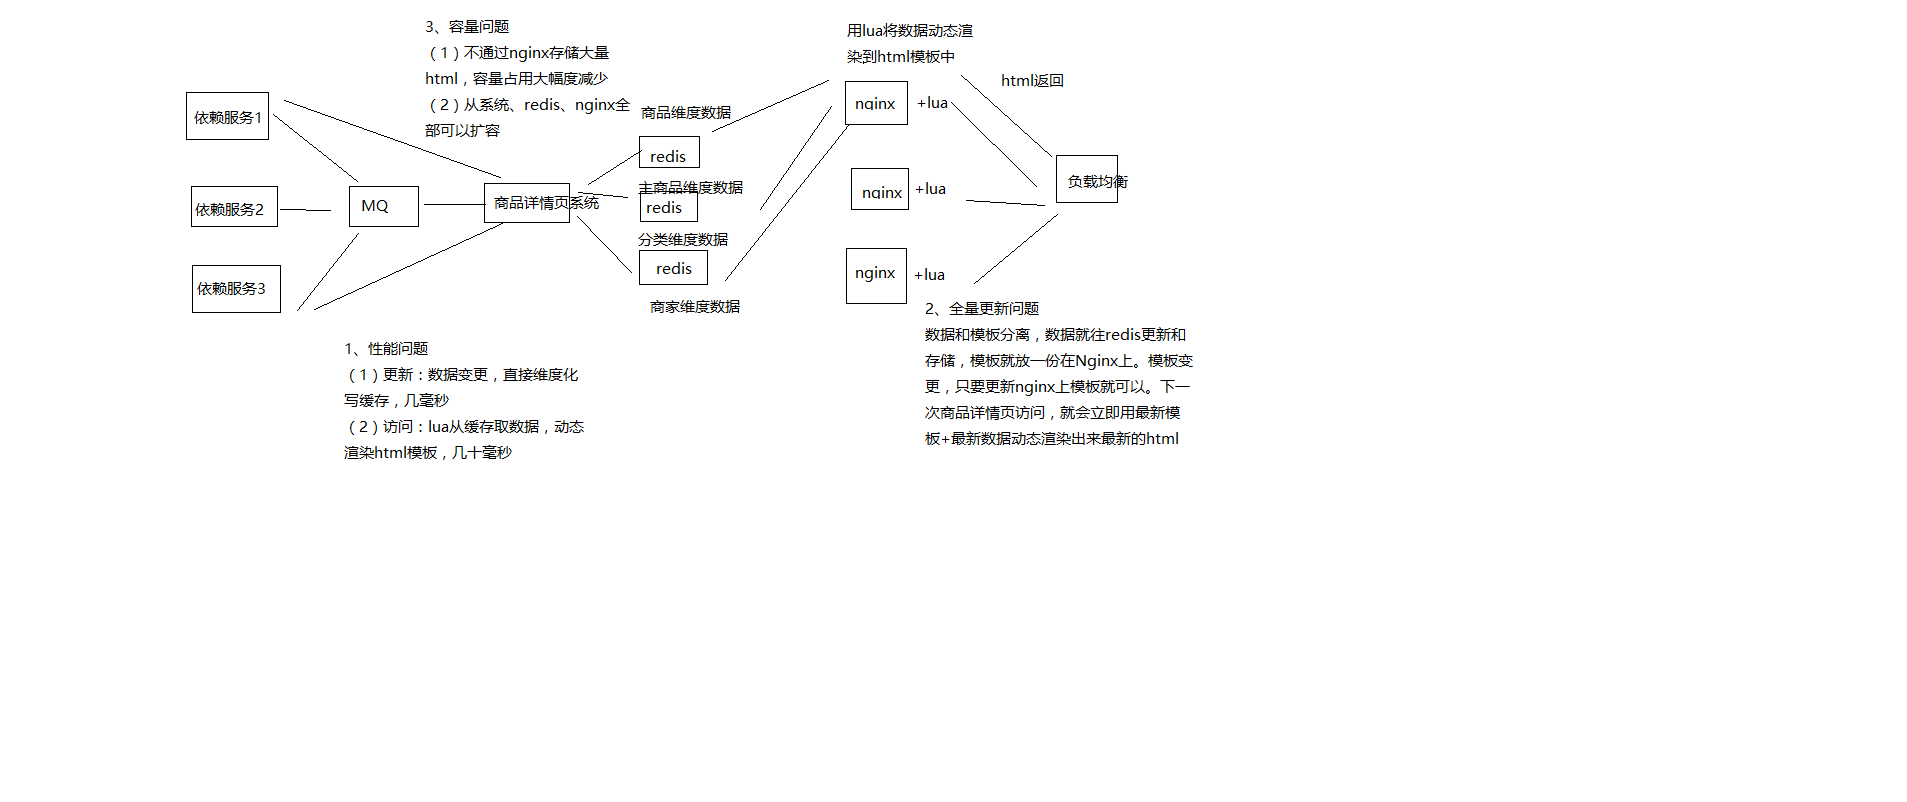 3、容量问题
（1）不通过nginx存储大量
html，容量占用大幅度减少
（2）从系统、redis、nginx全
部可以扩容
依赖服务1
依赖服务2
依赖服务3
MQ
商品详情页系统
商品维度数据
redis
主商品维度数据
redis
分类维度数据
redis
商家维度数据
用lua将数据动态渲
染到html模板中
nginx +lua
nginx +lua
nginx +lua
html返回
负载均衡
1、性能问题
（1）更新：数据变更，直接维度化
写缓存，几毫秒
（2）访问：lua从缓存取数据，动态
渲染html模板，几十毫秒
2、全量更新问题
数据和模板分离，数据就往redis更新和
存储，模板就放一份在Nginx上。模板变
更，只要更新nginx上模板就可以。下一
次商品详情页访问，就会立即用最新模
板+最新数据动态渲染出来最新的html